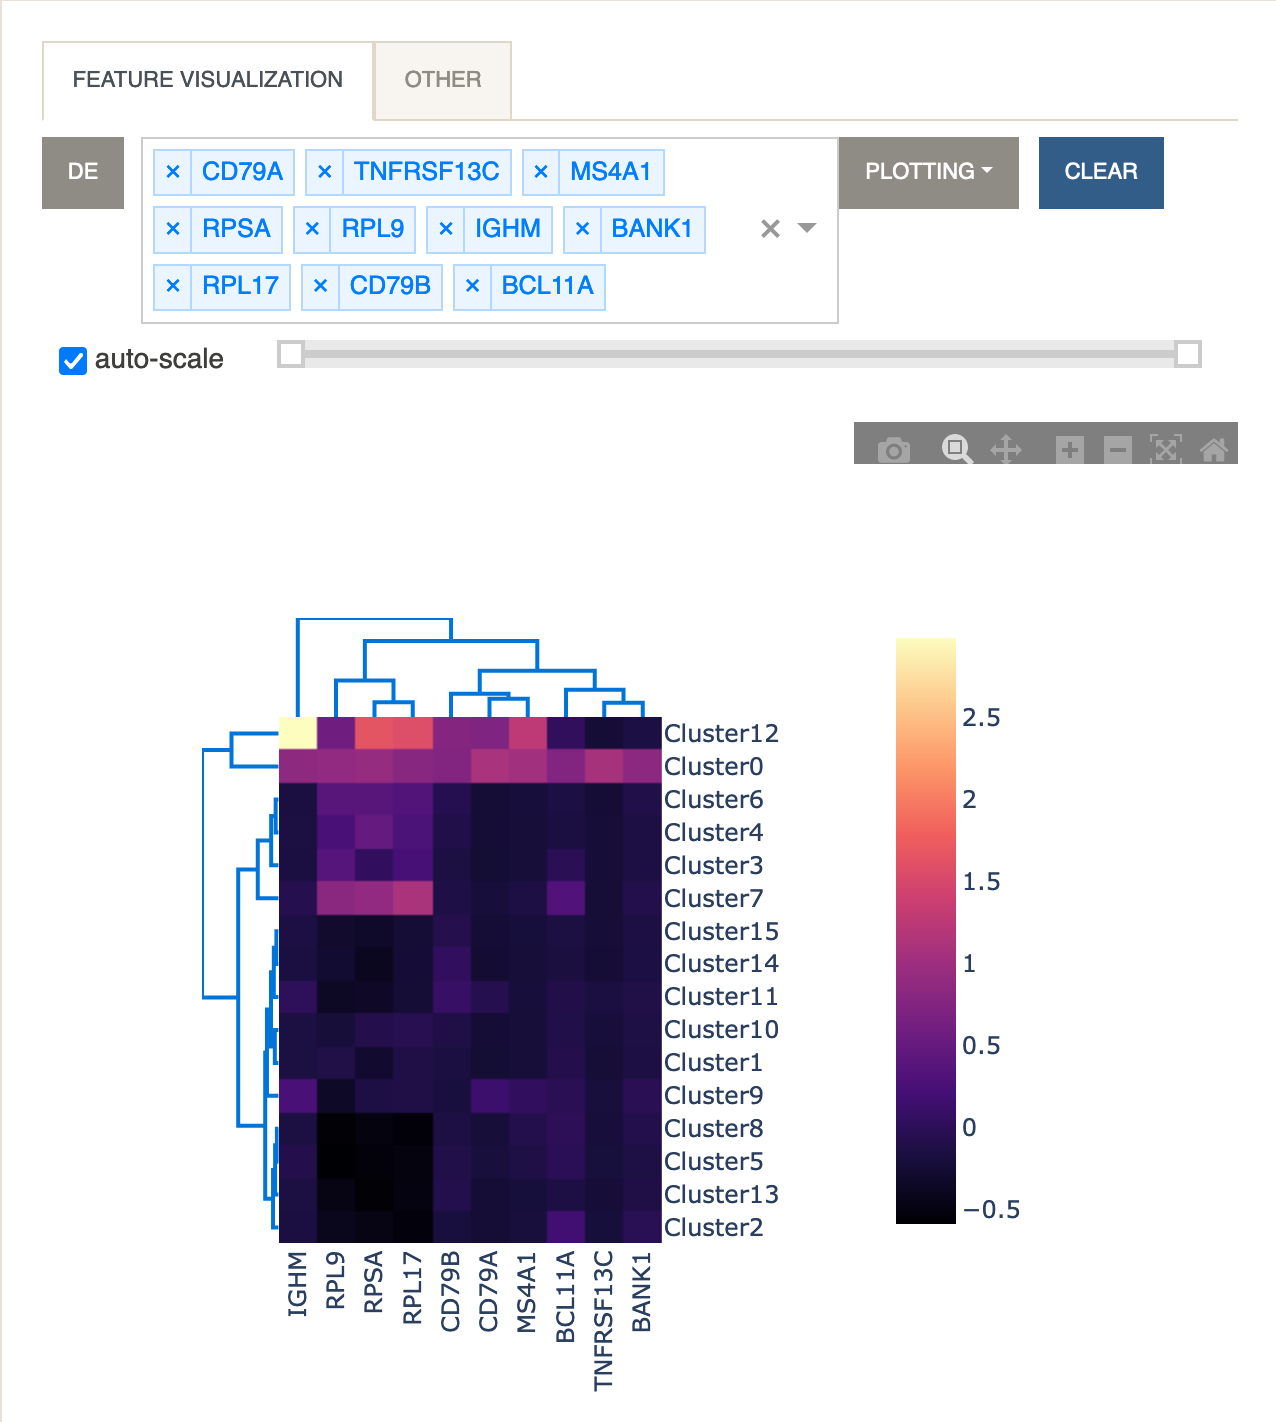 FEATURE VISUALIZATION OTHER
DE × CD79A × TNFRSF13C × MS4A1 PLOTTING CLEAR
× RPSA × RPL9 × IGHM × BANK1 ×
× RPL17 × CD79B × BCL11A
auto-scale
Cluster12
Cluster0
Cluster6
Cluster4
Cluster3
Cluster7
Cluster15
Cluster14
Cluster11
Cluster10
Cluster1
Cluster9
Cluster8
Cluster5
Cluster13
Cluster2
2.5
2
1.5
1
0.5
0
−0.5
IGHM
RPL9
RPSA
RPL17
CD79B
CD79A
MS4A1
BCL11A
TNFRSF13C
BANK1